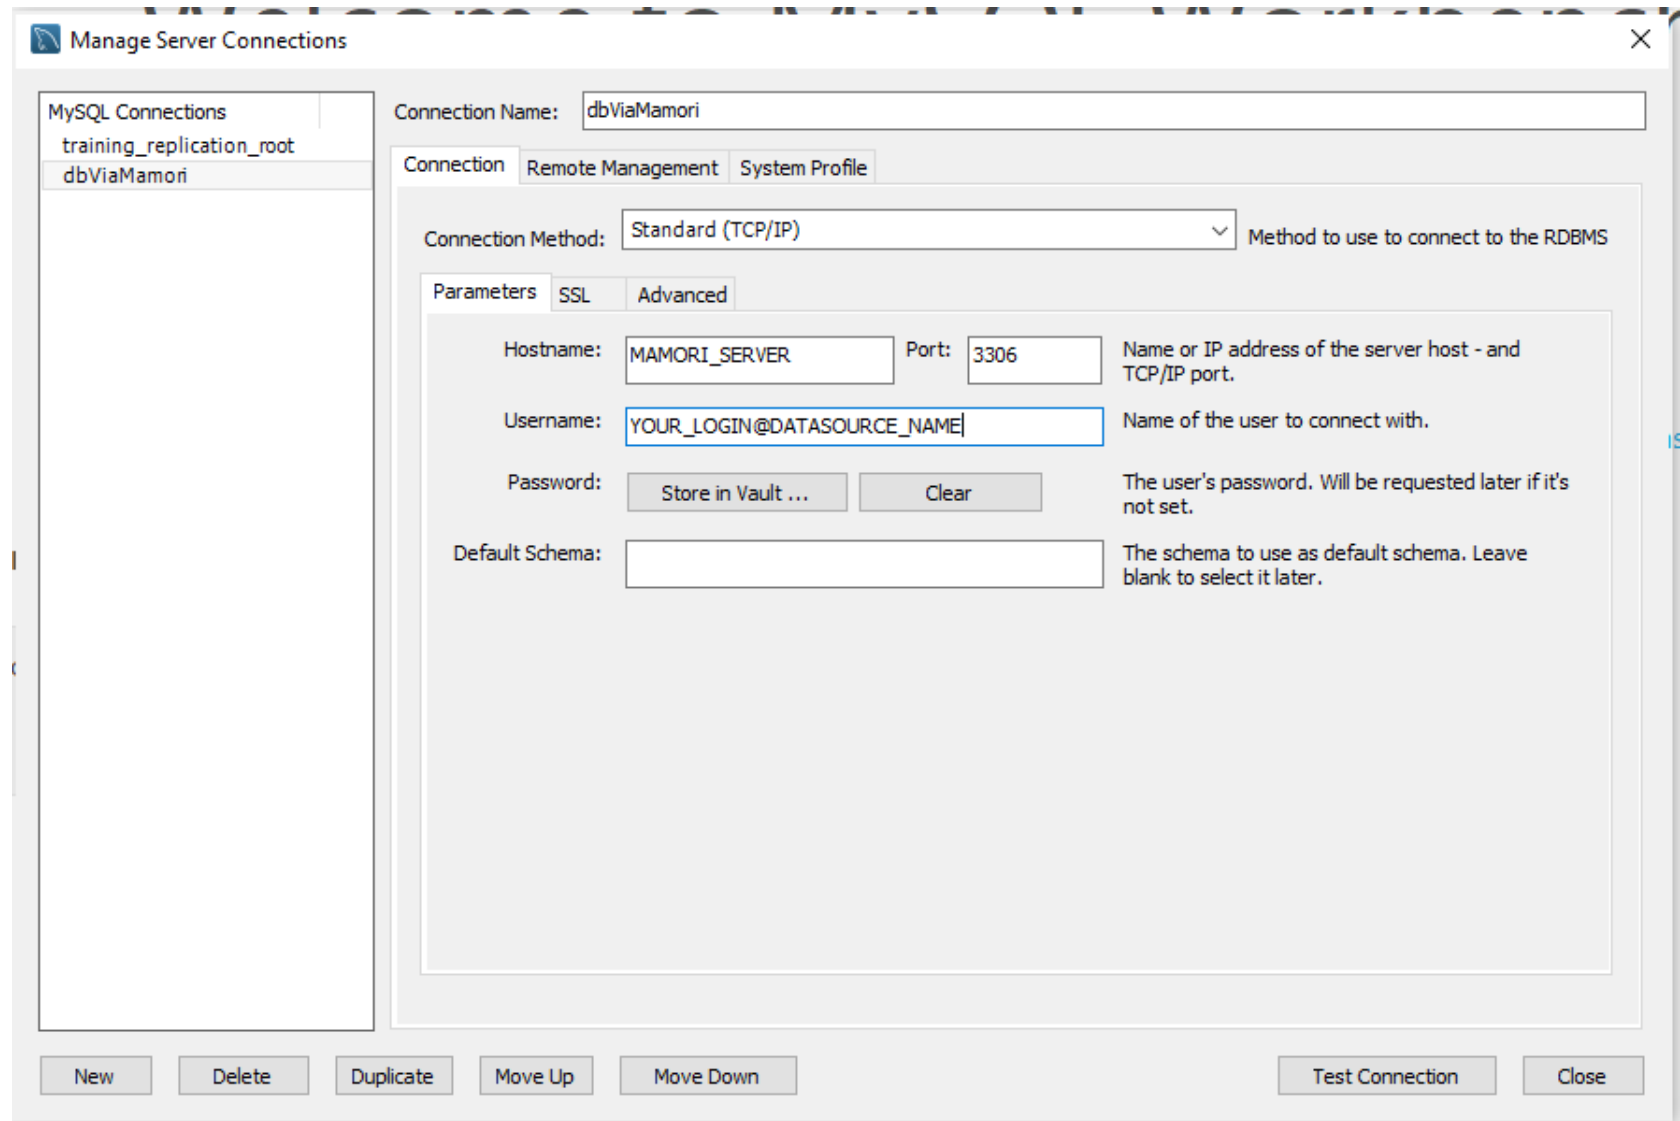 Manage Server Connections
MySQL Connections
training_replication_root
dbViaMamori
Connection Name: dbViaMamori
Connection Remote Management System Profile
Connection Method: Standard (TCP/IP) Method to use to connect to the RDBMS
Parameters SSL Advanced
Hostname: MAMORI_SERVER Port: 3306 Name or IP address of the server host - and
TCP/IP port.
Username: YOUR_LOGIN@DATASOURCE_NAME Name of the user to connect with.
Password: Store in Vault ... Clear The user's password. Will be requested later if it's
not set.
Default Schema: The schema to use as default schema. Leave
blank to select it later.
New Delete Duplicate Move Up Move Down Test Connection Close